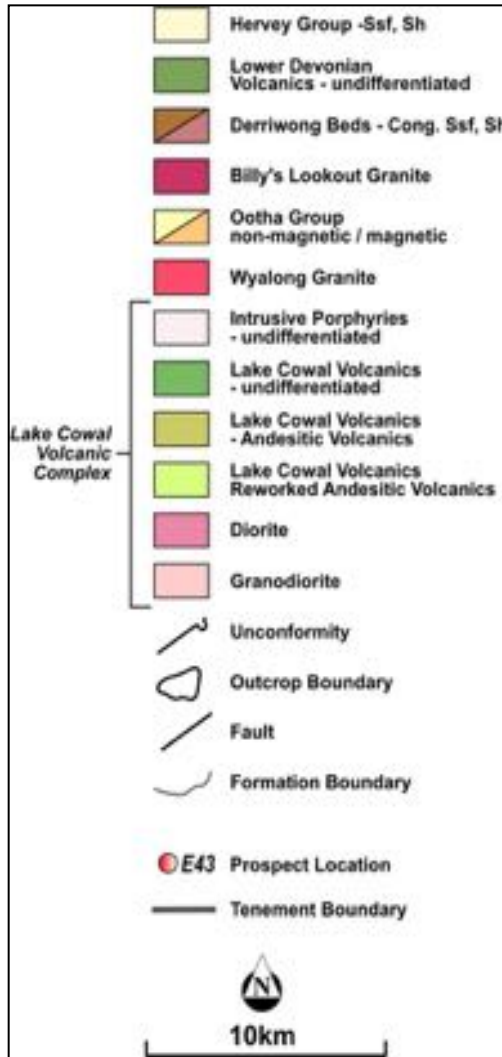 Hervey Group -Ssf, Sh
Lower Devonian
Volcanics - undifferentiated
Derriwong Beds - Cong. Ssf, Sh
Billy's Lookout Granite
Ootha Group
non-magnetic / magnetic
Wyalong Granite
Lake Cowal
Volcanic
Complex
Intrusive Porphyries
- undifferentiated
Lake Cowal Volcanics
- undifferentiated
Lake Cowal Volcanics
- Andesitic Volcanics
Lake Cowal Volcanics
Reworked Andesitic Volcanics
Diorite
Granodiorite
Unconformity
Outcrop Boundary
Fault
Formation Boundary
E43 Prospect Location
Tenement Boundary
N
10km